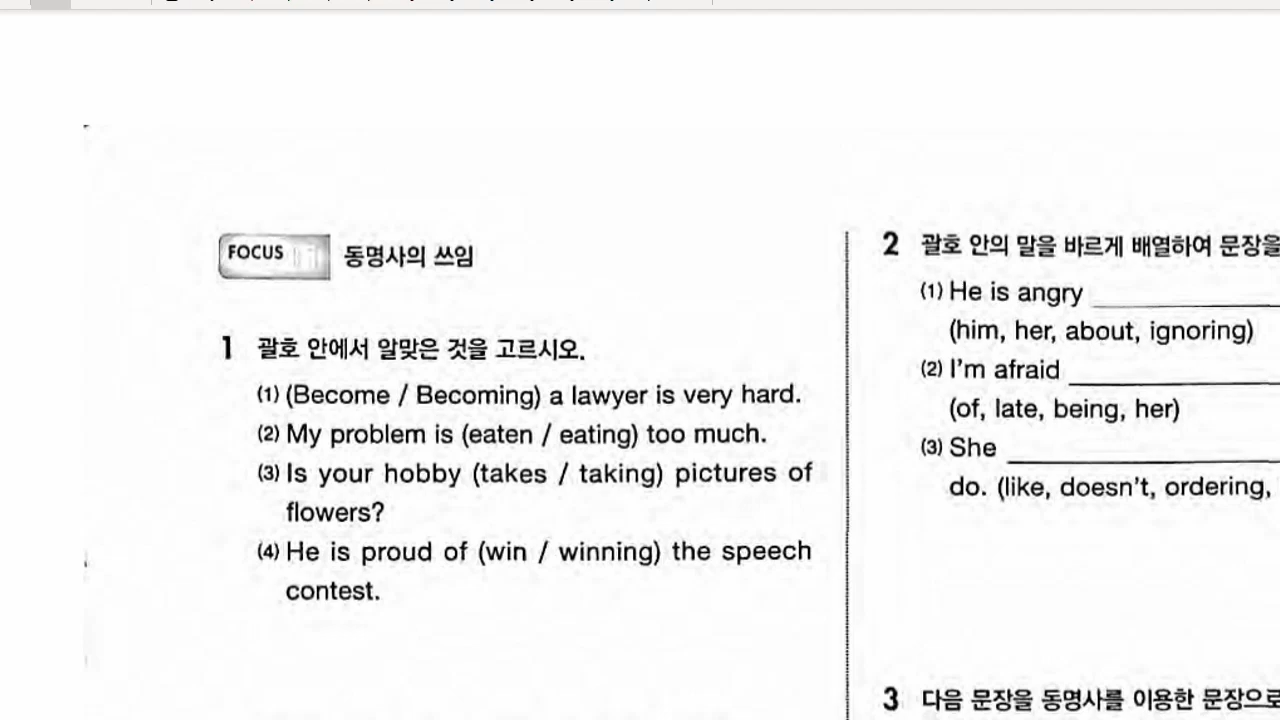 FOCUS
동명사의 쓰임
1 괄호 안에서 알맞은 것을 고르시오.
(1) (Become / Becoming) a lawyer is very hard.
(2) My problem is (eaten / eating) too much.
(3) Is your hobby (takes / taking) pictures of
flowers?
(4) He is proud of (win / winning) the speech
contest.
2 괄호 안의 말을 바르게 배열하여 문장을
(1) He is angry
(him, her, about, ignoring)
(2) I'm afraid
(of, late, being, her)
(3) She
do. (like, doesn't, ordering,
3 다음 문장을 동명사를 이용한 문장으로